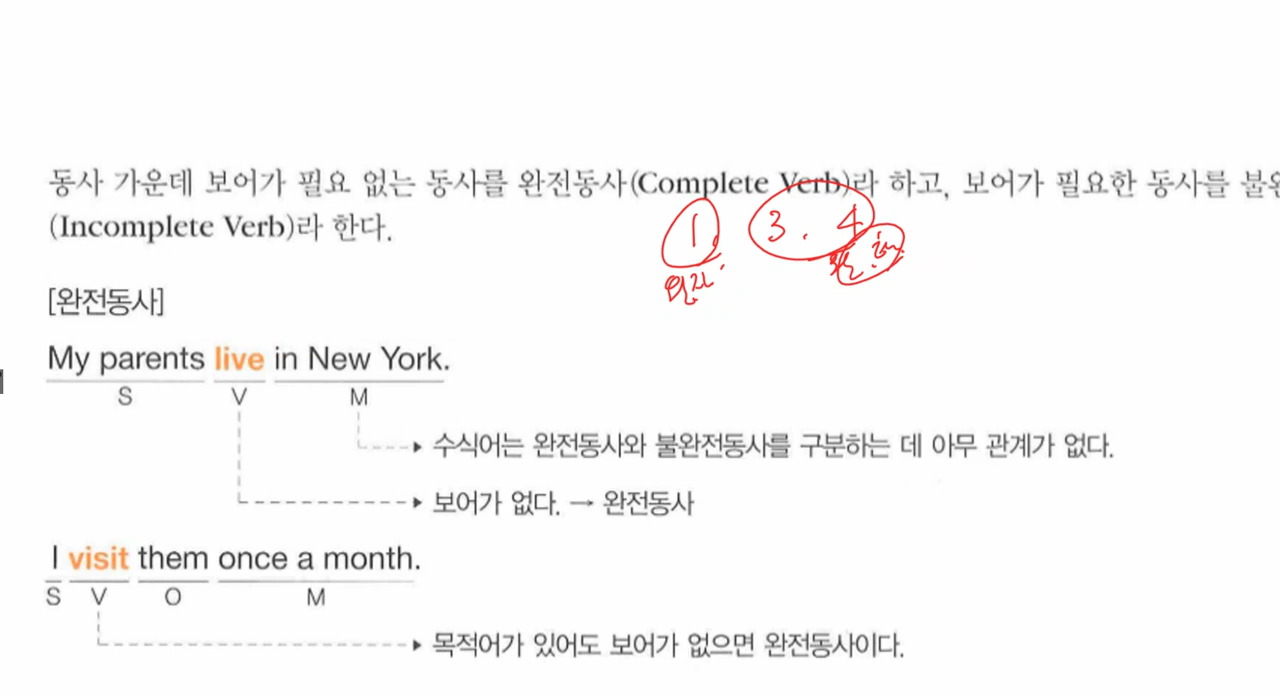 동사 가운데 보어가 필요 없는 동사를 완전동사(Complete Verb)라 하고, 보어가 필요한 동사를 불
(Incomplete Verb)라 한다.
1 3. 4
[완전동사]
My parents live in New York.
S V M
수식어는 완전동사와 불완전동사를 구분하는 데 아무 관계가 없다.
보어가 없다. → 완전동사
I visit them once a month.
S V O M
목적어가 있어도 보어가 없으면 완전동사이다.